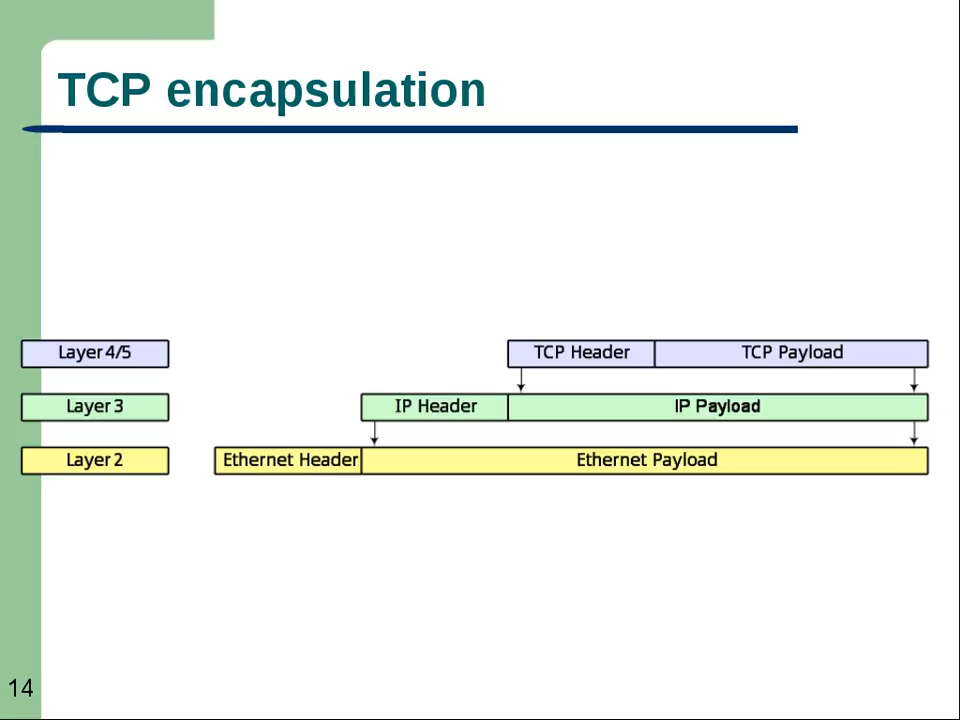 TCP encapsulation
Layer 4/5 TCP Header TCP Payload
Layer 3 IP Header IP Payload
Layer 2 Ethernet Header Ethernet Payload
14